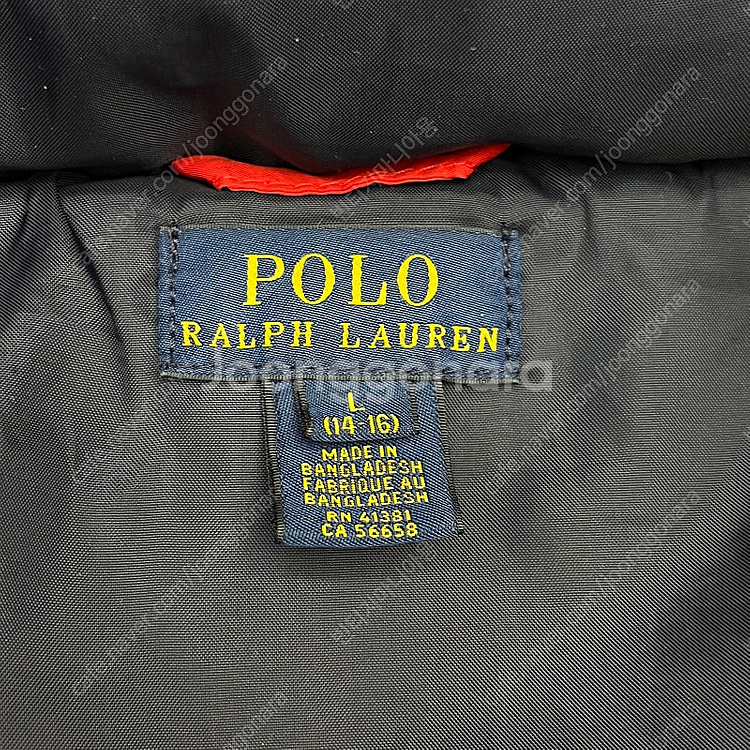 POLO
RALPH LAUREN
joonggonara
L
(14-16)
MADE IN
BANGLADESH
FABRIQUE AU
BANGLADESH
RN 41381
CA 56658